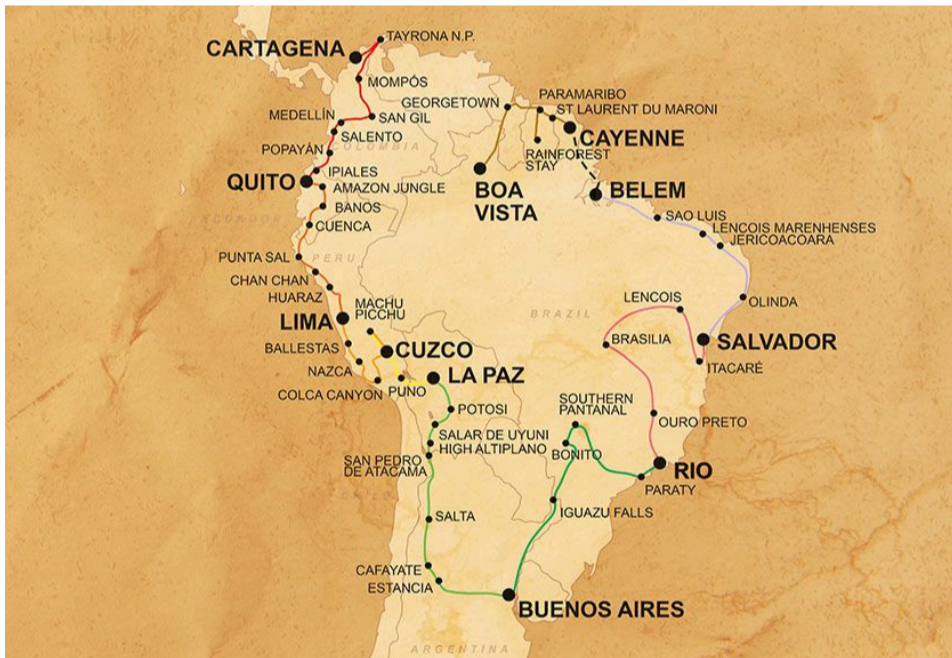 TAYRONA N.P.
CARTAGENA
MOMPÓS
GEORGETOWN
PARAMARIBO
ST LAURENT DU MARONI
MEDELLÍN
SAN GIL
CAYENNE
SALENTO
COLOMBIA
POPAYÁN
RAINFOREST
STAY
IPIALES
QUITO
AMAZON JUNGLE
BOA
VISTA
BELEM
BANOS
ECUADOR
CUENCA
SAO LUIS
LENCOIS MARENHENSES
JERICOACOARA
PUNTA SAL
PERU
CHAN CHAN
HUARAZ
MACHU
PICCHU
LENCOIS
OLINDA
LIMA
BRAZIL
BALLESTAS
CUZCO
BRASILIA
SALVADOR
NAZCA
LA PAZ
ITACARÉ
COLCA CANYON
PUNO
POTOSI
SOUTHERN
PANTANAL
OURO PRETO
SALAR DE UYUNI
HIGH ALTIPLANO
BONITO
SAN PEDRO
DE ATACAMA
RIO
PARATY
SALTA
IGUAZU FALLS
CAFAYATE
ESTANCIA
BUENOS AIRES
ARGENTINA